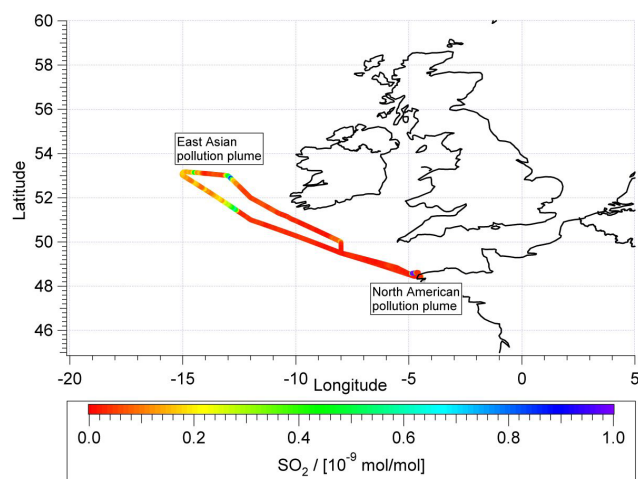 60
58
56
54
52
50
48
46
Latitude
East Asian
pollution plume
North American
pollution plume
-20 -15 -10 -5 0 5
Longitude
0.0 0.2 0.4 0.6 0.8 1.0
SO₂ / [10⁻⁹ mol/mol]